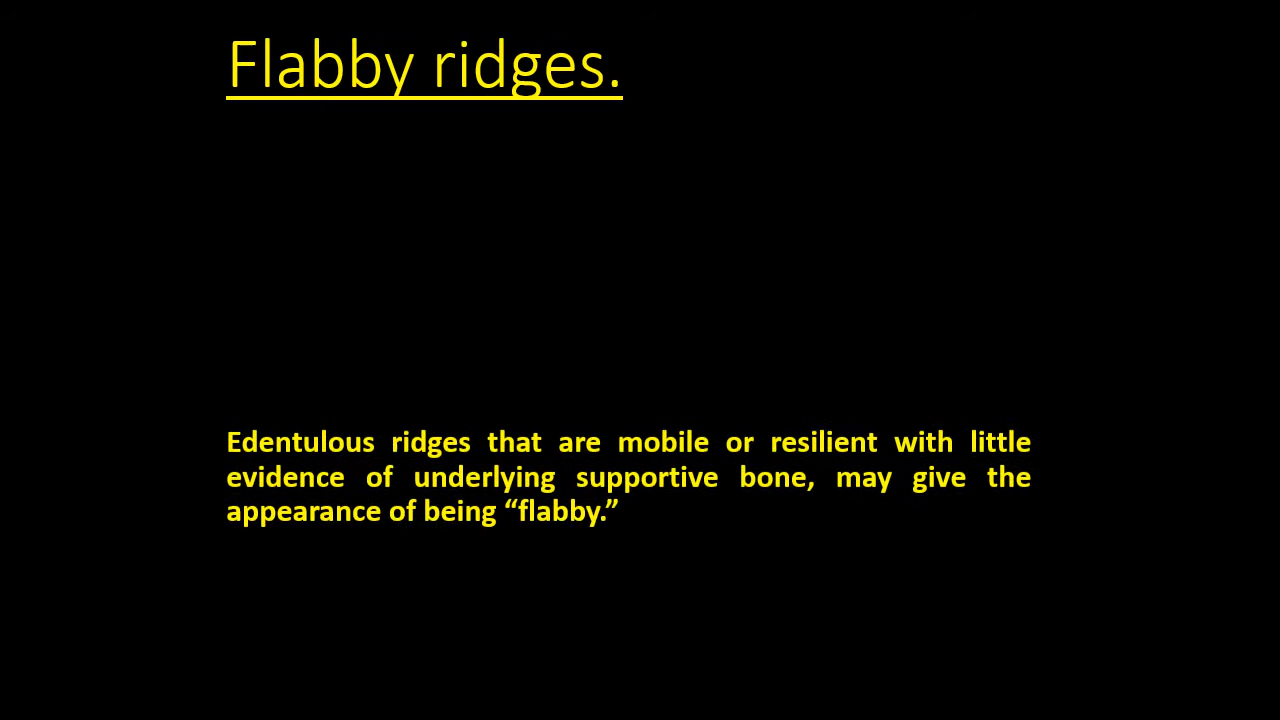 Flabby ridges.
Edentulous ridges that are mobile or resilient with little
evidence of underlying supportive bone, may give the
appearance of being “flabby.”